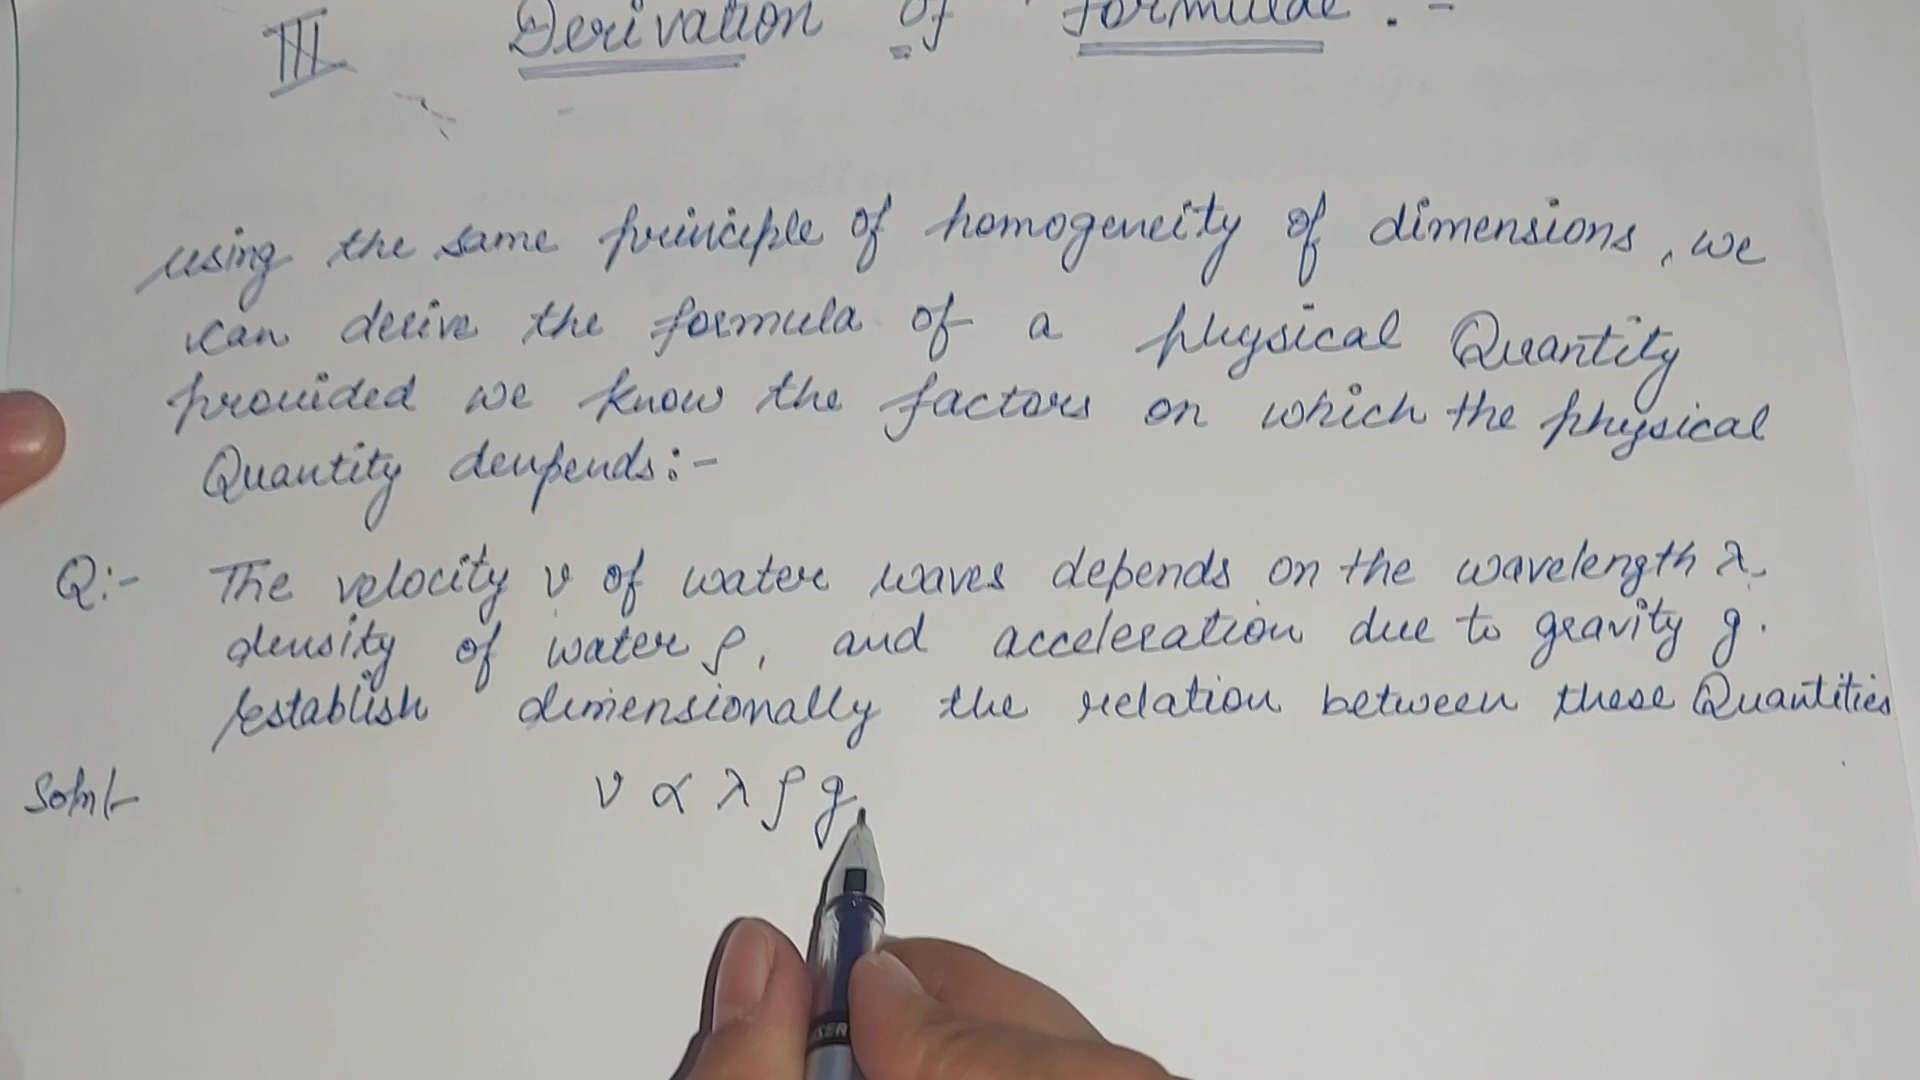 III Derivation of formulae :-
using the same principle of homogeneity of dimensions, we
can derive the formula of a physical Quantity
provided we know the factors on which the physical
Quantity denpends:-
Q:- The velocity v of water waves depends on the wavelength λ.
density of water ρ, and acceleration due to gravity g.
Establish dimensionally the relation between these Quantities
Soln:-
v ∝ λ ρ g